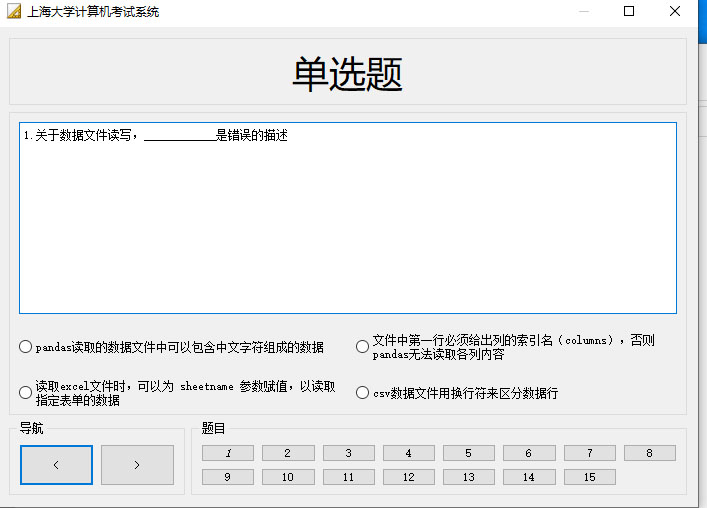 上海大学计算机考试系统
单选题
1.关于数据文件读写，____________是错误的描述
pandas读取的数据文件中可以包含中文字符组成的数据
文件中第一行必须给出列的索引名（columns），否则
pandas无法读取各列内容
读取excel文件时，可以为 sheetname 参数赋值，以读取
指定表单的数据
csv数据文件用换行符来区分数据行
导航
< >
题目
1 2 3 4 5 6 7 8
9 10 11 12 13 14 15